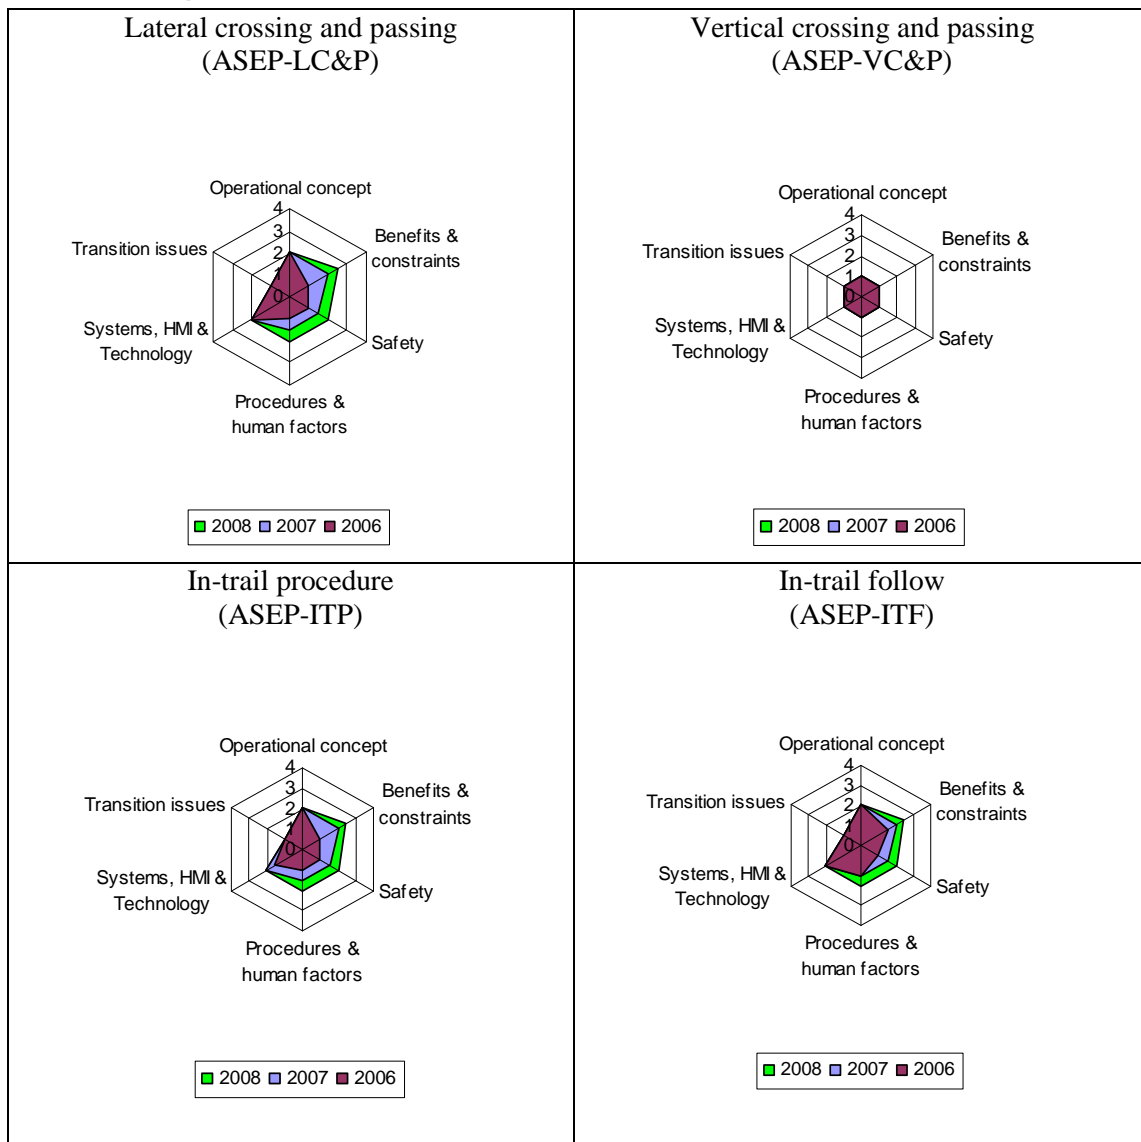 Lateral crossing and passing
(ASEP-LC&P)
Operational concept
4
3
2
1
0
Benefits &
constraints
Transition issues
Systems, HMI &
Technology
Safety
Procedures &
human factors
2008 2007 2006
Vertical crossing and passing
(ASEP-VC&P)
Operational concept
4
3
2
1
0
Benefits &
constraints
Transition issues
Systems, HMI &
Technology
Safety
Procedures &
human factors
2008 2007 2006
In-trail procedure
(ASEP-ITP)
Operational concept
4
3
2
1
0
Benefits &
constraints
Transition issues
Systems, HMI &
Technology
Safety
Procedures &
human factors
2008 2007 2006
In-trail follow
(ASEP-ITF)
Operational concept
4
3
2
1
0
Benefits &
constraints
Transition issues
Systems, HMI &
Technology
Safety
Procedures &
human factors
2008 2007 2006